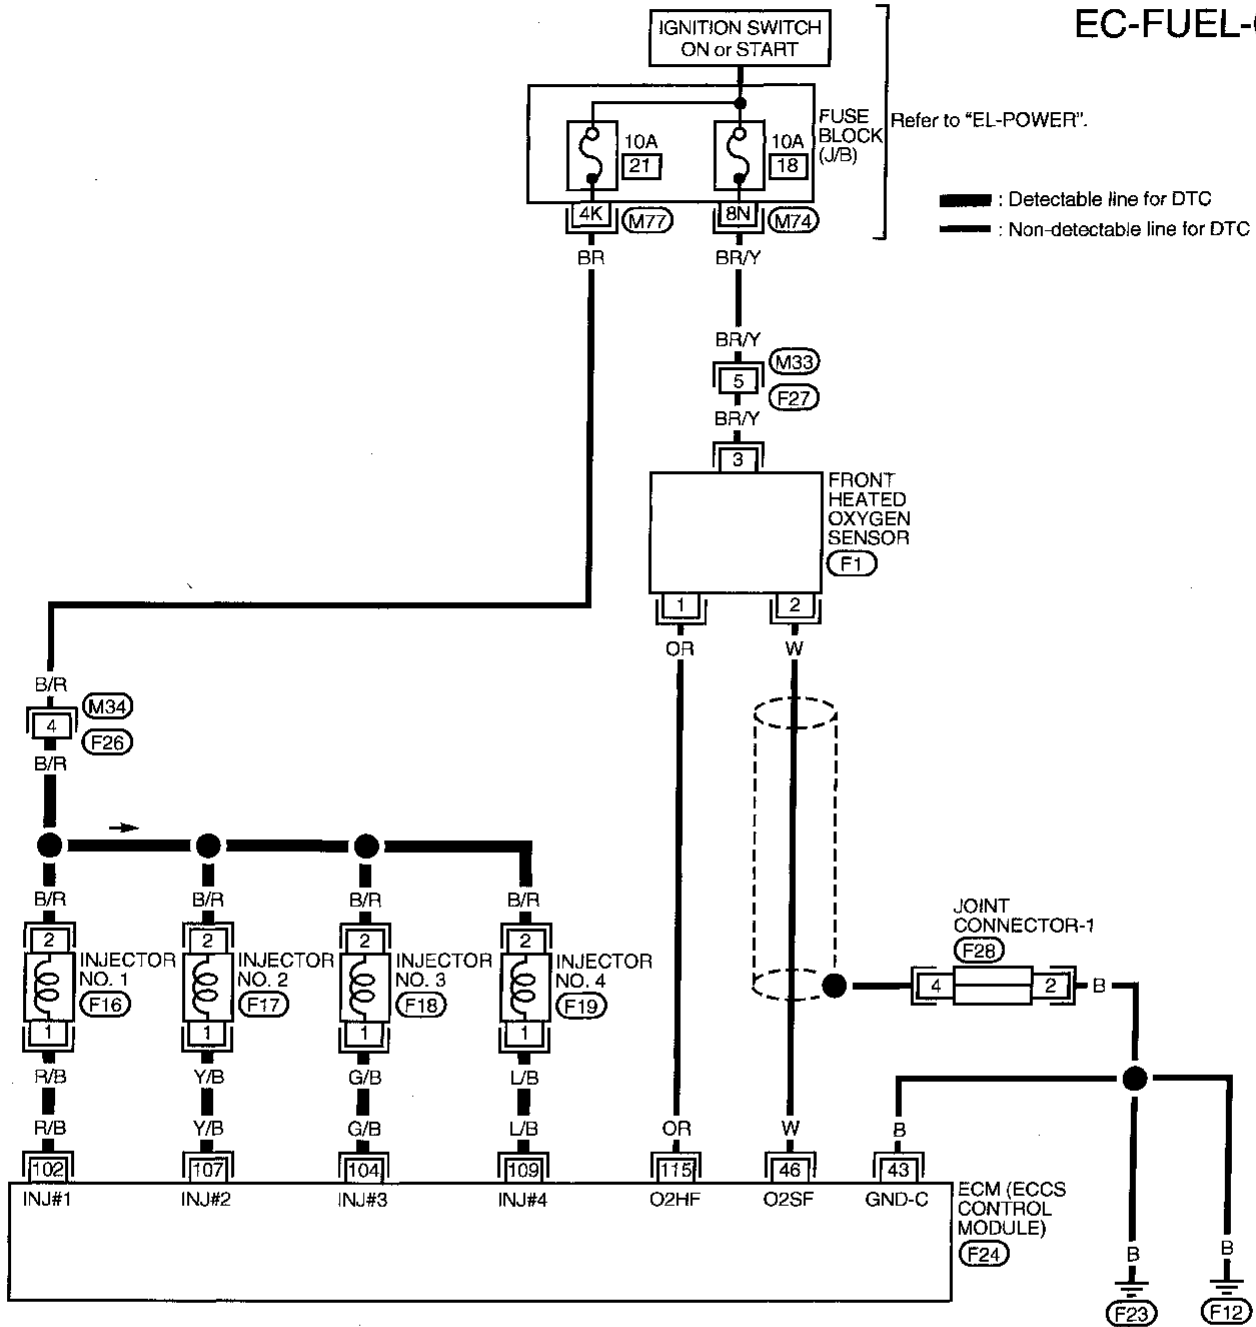 EC-FUEL-
IGNITION SWITCH
ON or START
FUSE
BLOCK
(J/B)
Refer to "EL-POWER".
10A
21
10A
18
4K
M77
8N
M74
: Detectable line for DTC
: Non-detectable line for DTC
BR
BR/Y
BR/Y
M33
5
F27
BR/Y
3
FRONT
HEATED
OXYGEN
SENSOR
F1
1
2
OR
W
B/R
M34
4
F26
B/R
B/R
B/R
B/R
B/R
2
2
2
2
INJECTOR
NO. 1
F16
INJECTOR
NO. 2
F17
INJECTOR
NO. 3
F18
INJECTOR
NO. 4
F19
1
1
1
1
JOINT
CONNECTOR-1
F28
4
2
B
R/B
Y/B
G/B
L/B
R/B
Y/B
G/B
L/B
OR
W
B
102
107
104
109
115
46
43
INJ#1
INJ#2
INJ#3
INJ#4
O2HF
O2SF
GND-C
ECM (ECCS
CONTROL
MODULE)
F24
B
B
F23
F12